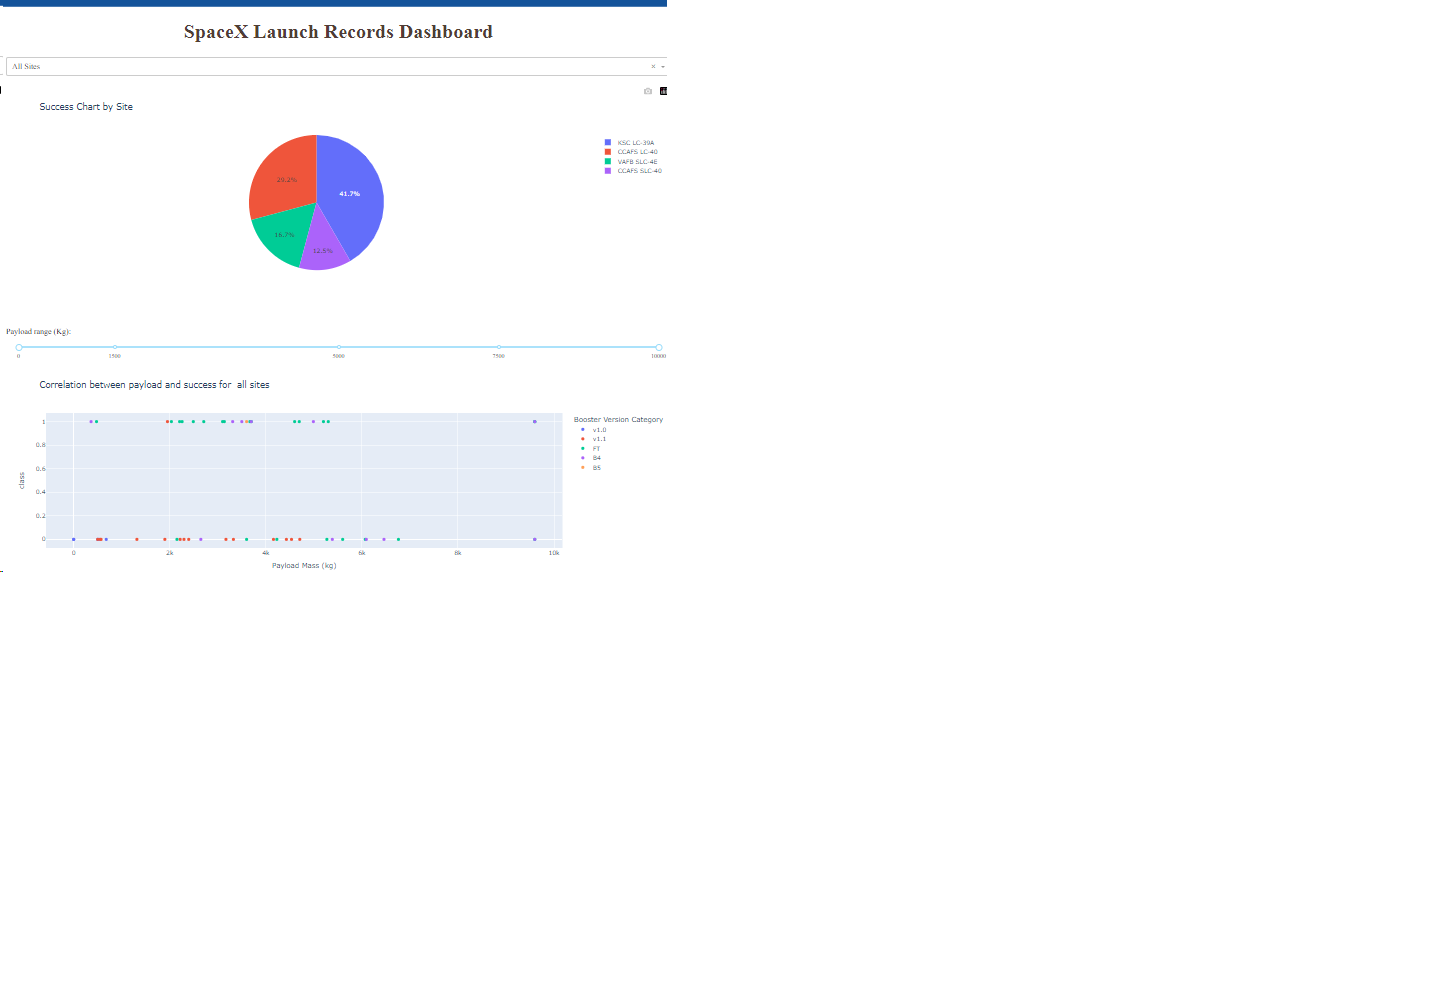 SpaceX Launch Records Dashboard
All Sites
Success Chart by Site
KSC LC-39A
CCAFS LC-40
VAFB SLC-4E
CCAFS SLC-40
29.2%
41.7%
16.7%
12.5%
Payload range (Kg):
0 1500 5000 7500 10000
Correlation between payload and success for all sites
Booster Version Category
v1.0
v1.1
FT
B4
B5
1
0.8
0.6
0.4
0.2
0
class
0 2k 4k 6k 8k 10k
Payload Mass (kg)